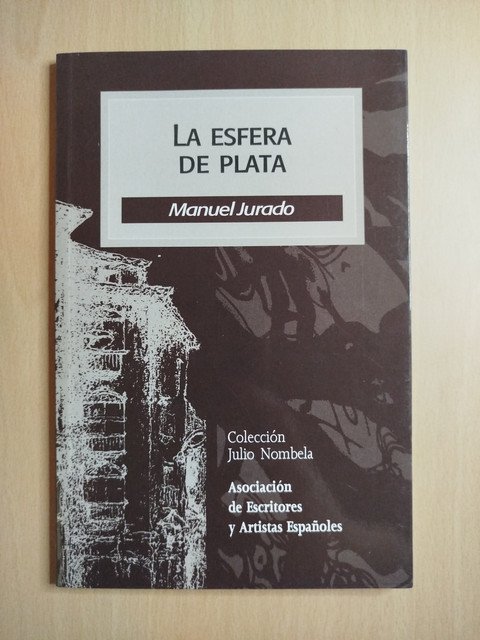 LA ESFERA
DE PLATA
Manuel Jurado
Colección
Julio Nombela
Asociación
de Escritores
y Artistas Españoles